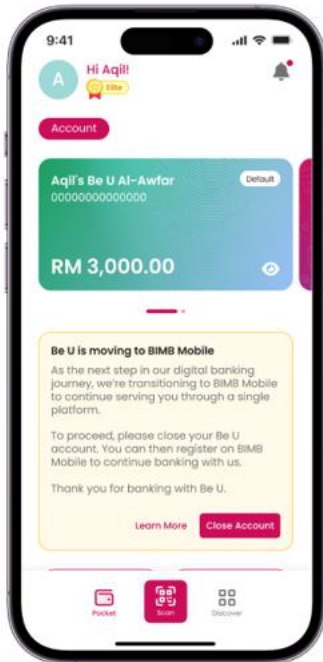 9:41
A
Hi Aqil!
Elite
Account
Aqil's Be U Al-Awfar
Default
00000000000000
RM 3,000.00
Be U is moving to BIMB Mobile
As the next step in our digital banking
journey, we're transitioning to BIMB Mobile
to continue serving you through a single
platform.
To proceed, please close your Be U
account. You can then register on BIMB
Mobile to continue banking with us.
Thank you for banking with Be U.
Learn More
Close Account
Pocket
Scan
Discover